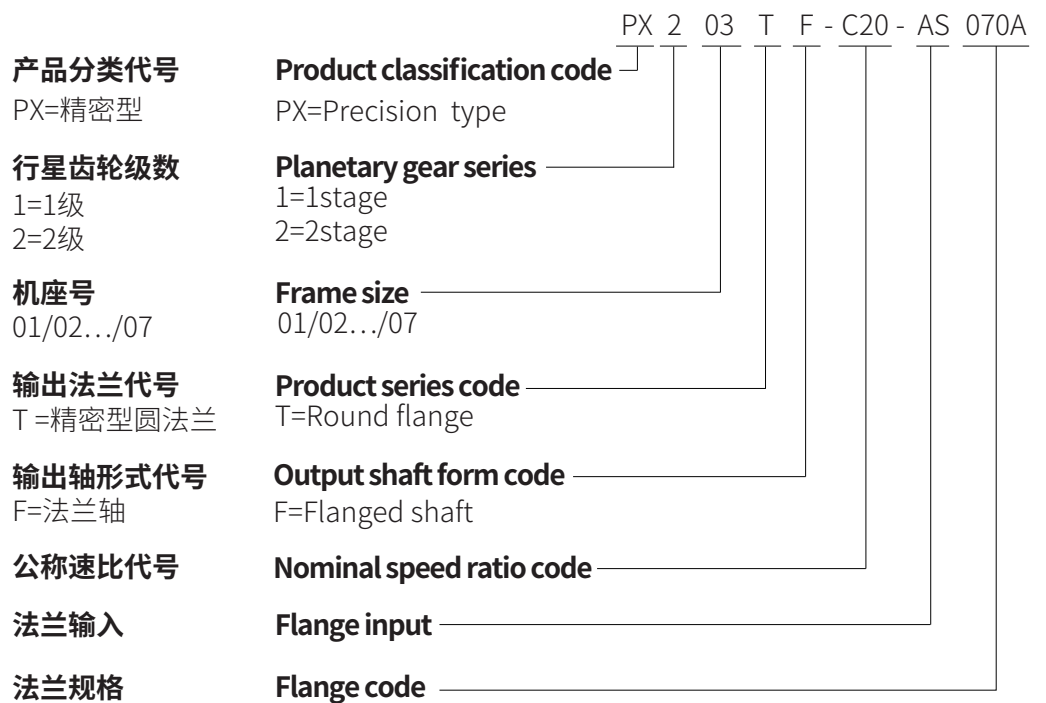 PX 2 03 T F - C20 - AS 070A
产品分类代号 Product classification code
PX=精密型 PX=Precision type
行星齿轮级数 Planetary gear series
1=1级 1=1stage
2=2级 2=2stage
机座号 Frame size
01/02…/07 01/02…/07
输出法兰代号 Product series code
T =精密型圆法兰 T=Round flange
输出轴形式代号 Output shaft form code
F=法兰轴 F=Flanged shaft
公称速比代号 Nominal speed ratio code
法兰输入 Flange input
法兰规格 Flange code